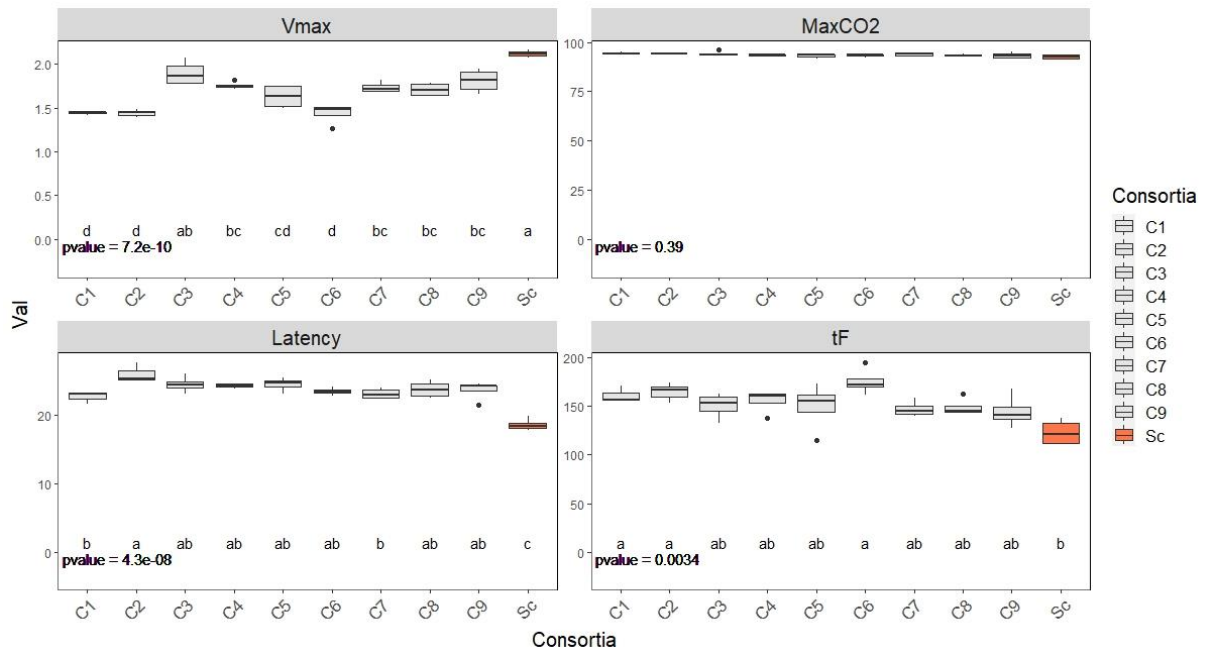 Vmax
MaxCO2
2.0
1.5
1.0
0.5
0.0
d d ab bc cd d bc bc bc a
pvalue = 7.2e-10
C1 C2 C3 C4 C5 C6 C7 C8 C9 Sc
100
75
50
25
0
pvalue = 0.39
C1 C2 C3 C4 C5 C6 C7 C8 C9 Sc
Val
Latency
tF
20
10
0
b a ab ab ab ab b ab ab c
pvalue = 4.3e-08
C1 C2 C3 C4 C5 C6 C7 C8 C9 Sc
200
150
100
50
0
a a ab ab ab a ab ab ab b
pvalue = 0.0034
C1 C2 C3 C4 C5 C6 C7 C8 C9 Sc
Consortia
Consortia
C1
C2
C3
C4
C5
C6
C7
C8
C9
Sc